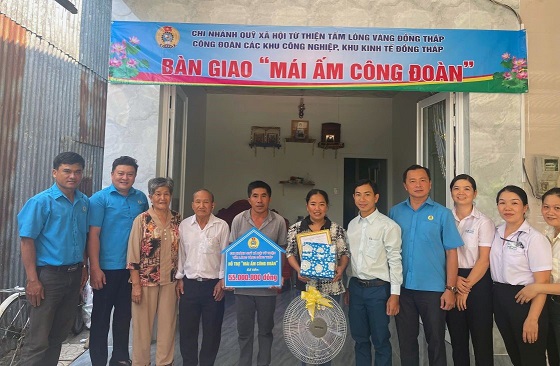 CHI NHÁNH QUỸ XÃ HỘI TỪ THIỆN TẤM LÒNG VÀNG ĐỒNG THÁP
CÔNG ĐOÀN CÁC KHU CÔNG NGHIỆP, KHU KINH TẾ ĐỒNG THÁP
BÀN GIAO "MÁI ẤM CÔNG ĐOÀN"
HỖ TRỢ "MÁI ẤM CÔNG ĐOÀN"
55.000.000 đồng